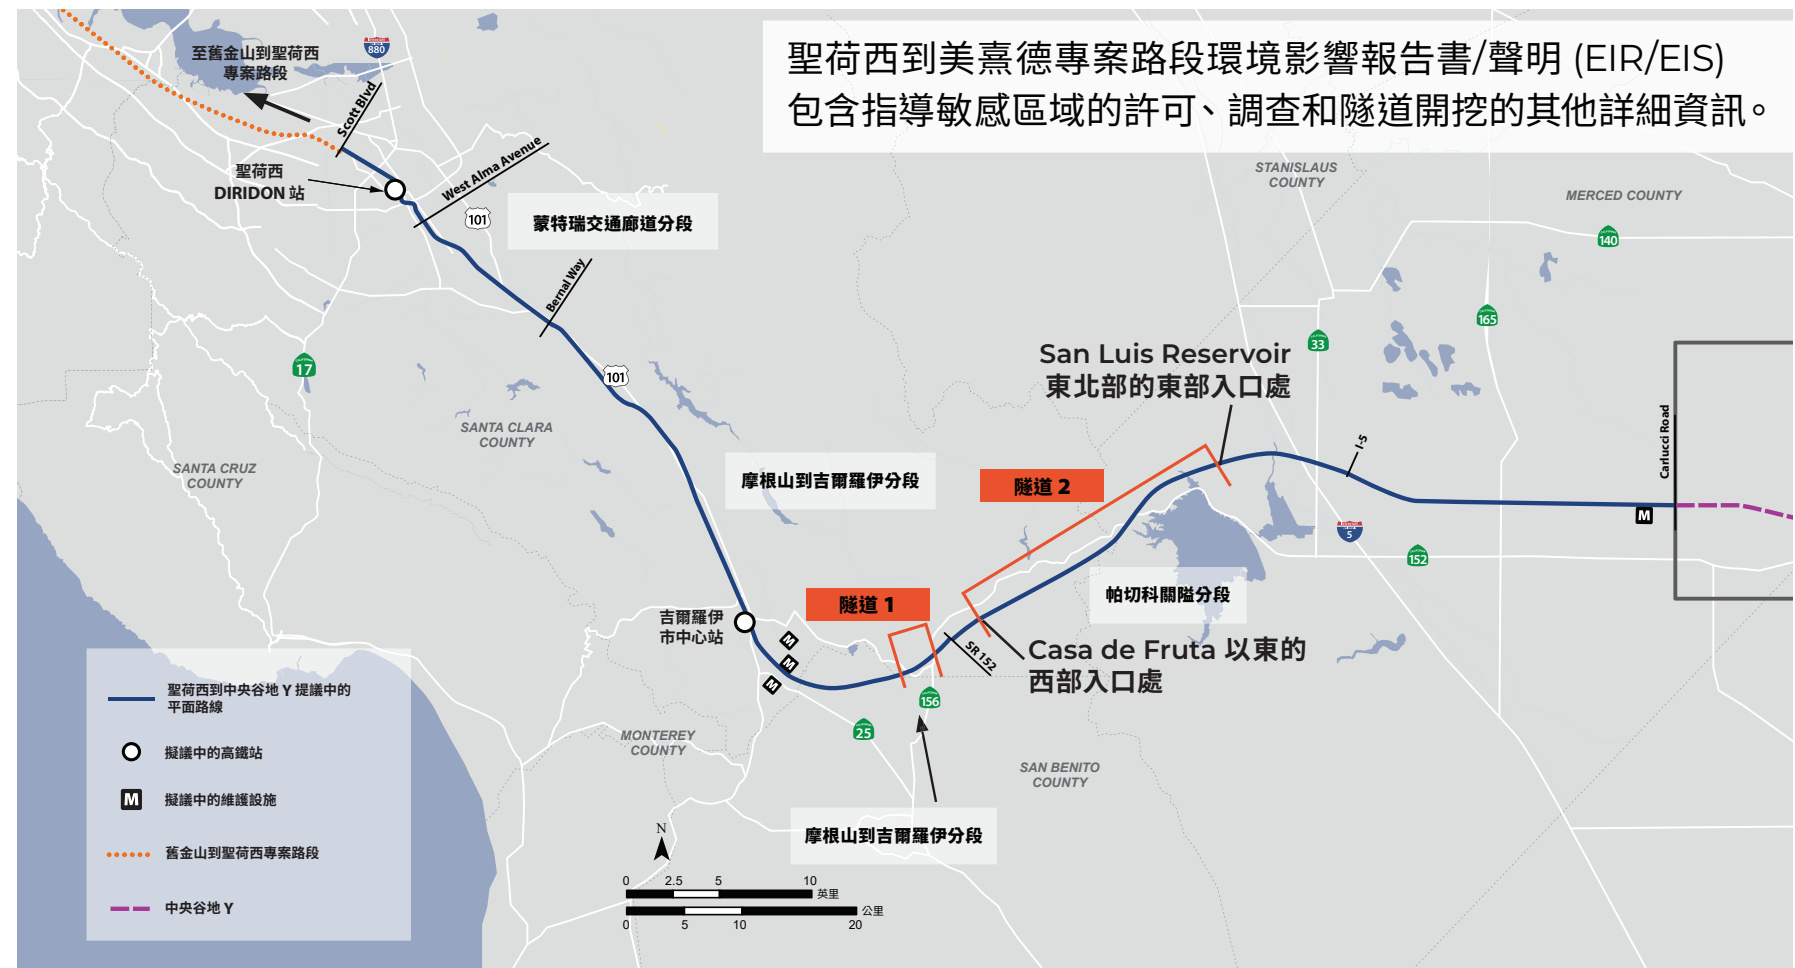 聖荷西到美熹德專案路段環境影響報告書/聲明 (EIR/EIS)
包含指導敏感區域的許可、調查和隧道開挖的其他詳細資訊。
至舊金山到聖荷西
專案路段
880
Scott Blvd
聖荷西
DIRIDON 站
West Alma Avenue
101
蒙特瑞交通廊道分段
STANISLAUS
COUNTY
MERCED COUNTY
140
Bernal Way
165
33
17
101
San Luis Reservoir
東北部的東部入口處
SANTA CLARA
COUNTY
SANTA CRUZ
COUNTY
I-5
Carlucci Road
摩根山到吉爾羅伊分段
隧道 2
M
5
152
隧道 1
帕切科關隘分段
吉爾羅伊
市中心站
M
M
M
SR 152
Casa de Fruta 以東的
西部入口處
156
25
MONTEREY
COUNTY
SAN BENITO
COUNTY
摩根山到吉爾羅伊分段
聖荷西到中央谷地 Y 提議中的
平面路線
擬議中的高鐵站
M 擬議中的維護設施
舊金山到聖荷西專案路段
中央谷地 Y
N
0 2.5 5 10
英里
公里
0 5 10 20